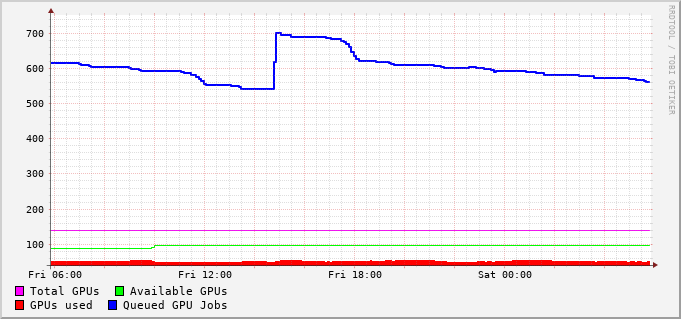 RRDTOOL / TOBI OETIKER
700
600
500
400
300
200
100
Fri 06:00 Fri 12:00 Fri 18:00 Sat 00:00
Total GPUs Available GPUs
GPUs used Queued GPU Jobs